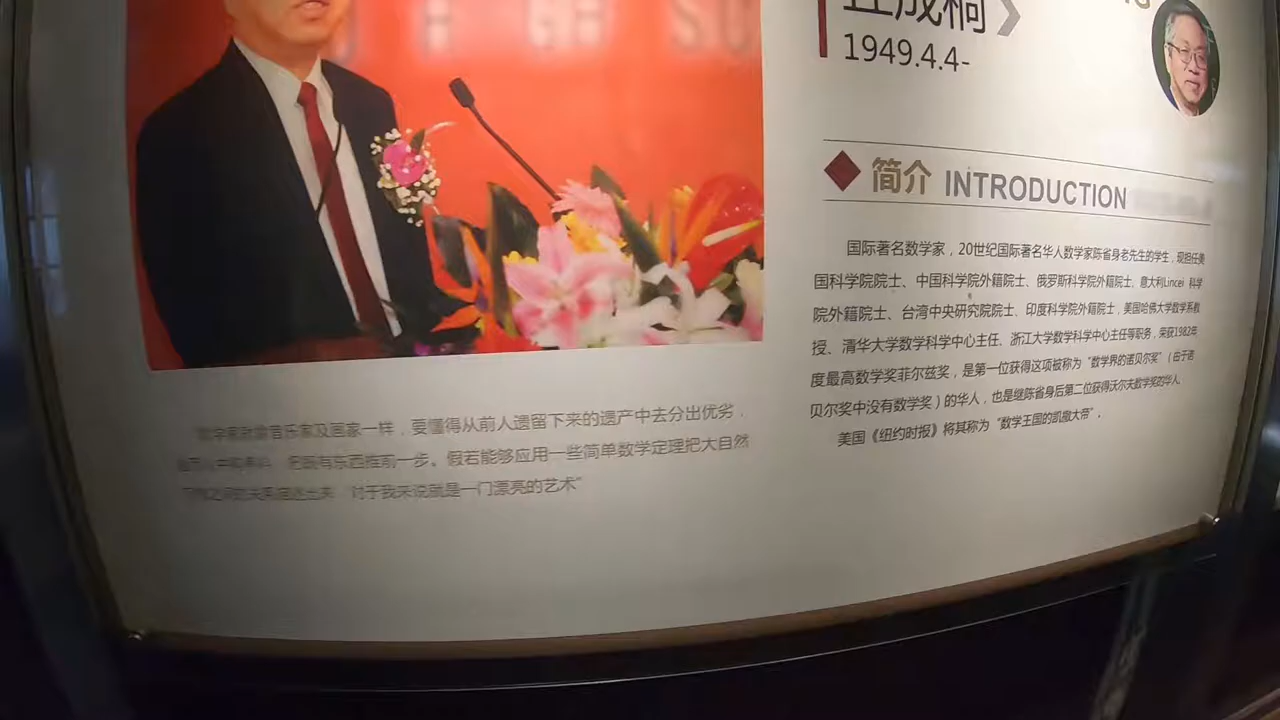 成桐
1949.4.4-
简介 INTRODUCTION
国际著名数学家，20世纪国际著名华人数学家陈省身老先生的学生，现担任美
国科学院院士、中国科学院外籍院士、俄罗斯科学院外籍院士、意大利Lincei 科学
院外籍院士、台湾中央研究院院士、印度科学院外籍院士，美国哈佛大学数学系教
授、清华大学数学科学中心主任、浙江大学数学科学中心主任等职务，荣获1982年
度最高数学奖菲尔兹奖，是第一位获得这项被称为“数学界的诺贝尔奖”（由于诺
贝尔奖中没有数学奖）的华人，也是继陈省身后第二位获得沃尔夫数学奖的华人。
美国《纽约时报》将其称为“数学王国的凯撒大帝”。
音乐家及画家一样，要懂得从前人遗留下来的遗产中去分出优劣，
把既有东西推前一步。假若能够应用一些简单数学定理把大自然
对于我来说就是一门漂亮的艺术”